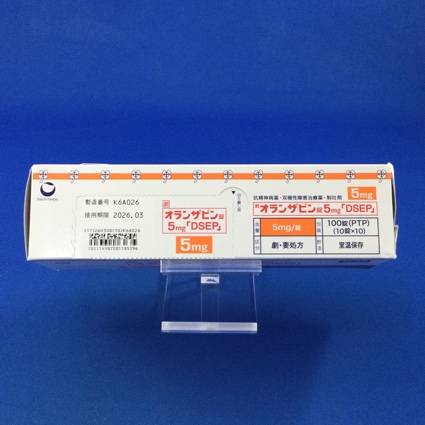 Daiichi-Sankyo
製造番号 K6A026
使用期限 2026.03
オランザピン錠
5mg「DSEP」
5mg
抗精神病薬・双極性障害治療薬・制吐剤
5mg
オランザピン錠 5mg「DSEP」
5mg/錠
100錠(PTP)
(10錠×10)
劇・要処方
室温保存